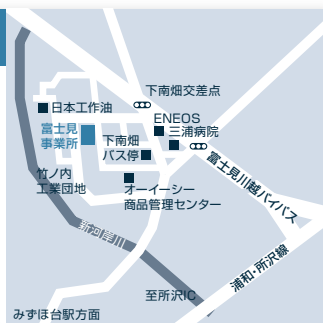 下南畑交差点
日本工作油
ENEOS
富士見
事業所
三浦病院
下南畑
バス停
富士見川越バイパス
竹ノ内
工業団地
オーイーシー
商品管理センター
新河岸川
浦和・所沢線
至所沢IC
みずほ台駅方面